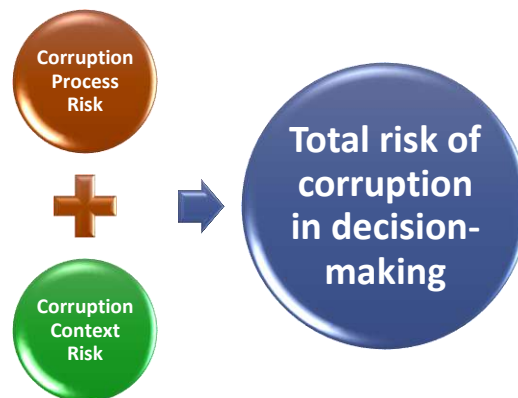 Corruption
Process
Risk
Corruption
Context
Risk
Total risk of
corruption
in decision-
making